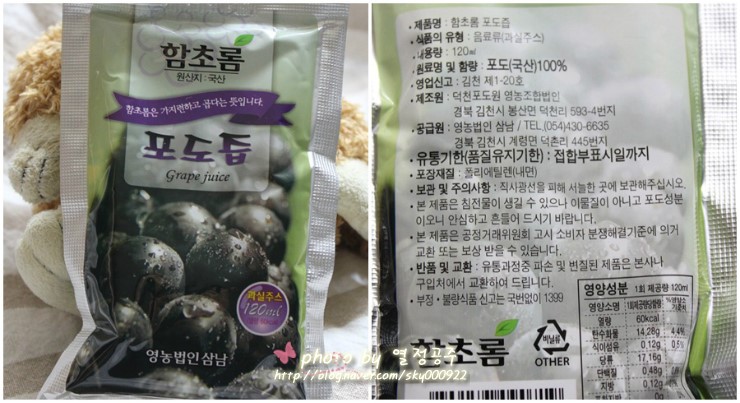 함초롬
원산지 : 국산
함초롬은 가지런하고 곱다는 뜻입니다.
포도즙
Grape juice
과실주스
120ml
영농법인 삼남
• 제품명 : 함초롬 포도즙
• 식품의 유형 : 음료류(과실주스)
• 내용량 : 120㎖
• 원료명 및 함량 : 포도(국산)100%
• 영업신고 : 김천 제1-20호
• 제조원 : 덕천포도원 영농조합법인
경북 김천시 봉산면 덕천리 593-4번지
• 공급원 : 영농법인 삼남 / TEL.(054)430-6635
경북 김천시 계령면 덕촌리 445번지
• 유통기한(품질유지기한) : 접합부표시일까지
• 포장재질 : 폴리에틸렌(내면)
• 보관 및 주의사항 : 직사광선을 피해 서늘한 곳에 보관해주십시오.
• 본 제품은 침전물이 생길 수 있으나 이물질이 아니고 포도성분
이오니 안심하고 흔들어 드시기 바랍니다.
• 본 제품은 공정거래위원회 고시 소비자 분쟁해결기준에 의거
교환 또는 보상 받을 수 있습니다.
• 반품 및 교환 : 유통과정중 파손 및 변질된 제품은 본사나
구입처에서 교환하여 드립니다.
• 부정·불량식품 신고는 국번없이 1399
함초롬
비닐류
OTHER
영양성분 1회 제공량 120ml
영양소명
열량 60kcal
탄수화물 14.28g 4.4%
식이섬유 0.12g 0.5%
당류 17.16g
단백질 0.48g
지방 0.12g
0g
photo by 열정공주
http://blog.naver.com/sky000922